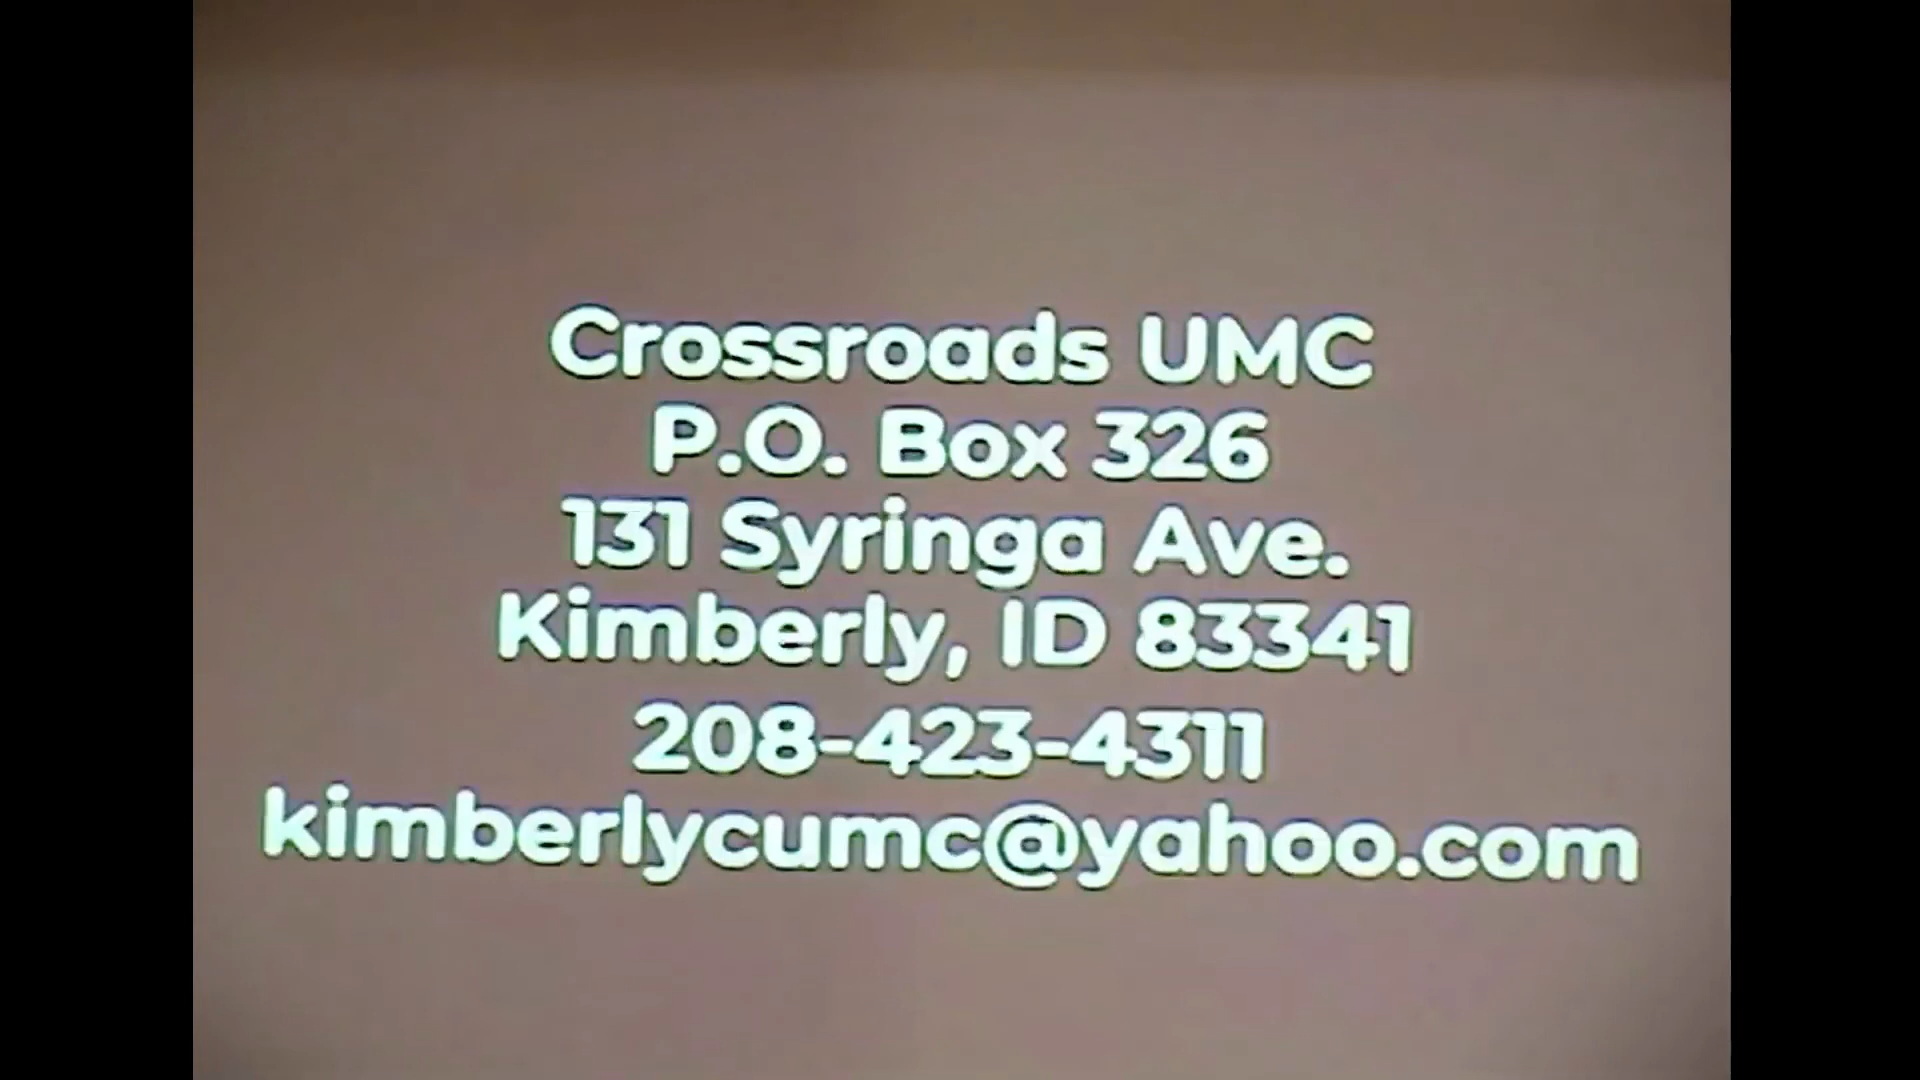 Crossroads UMC
P.O. Box 326
131 Syringa Ave.
Kimberly, ID 83341
208-423-4311
kimberlycumc@yahoo.com